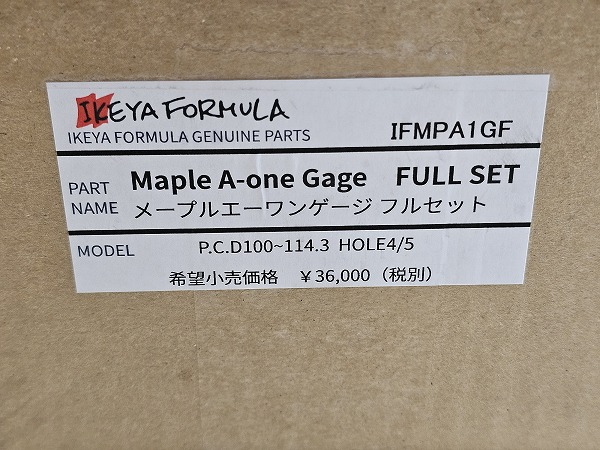 IKEYA FORMULA
IKEYA FORMULA GENUINE PARTS IFMPA1GF
PART NAME Maple A-one Gage FULL SET
メープルエーワンゲージ フルセット
MODEL P.C.D100~114.3 HOLE4/5
希望小売価格 ￥36,000（税別）